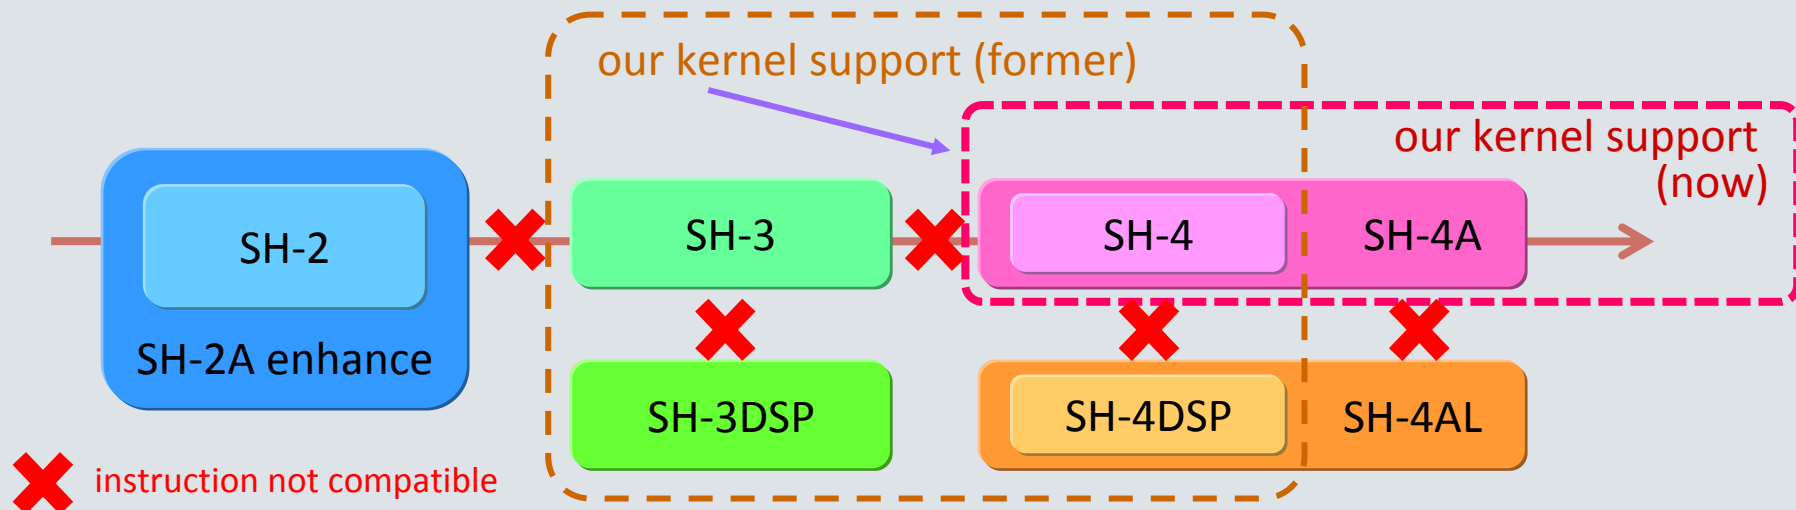 our kernel support (former)
our kernel support
(now)
SH-2
SH-2A enhance
SH-3
SH-4
SH-4A
SH-3DSP
SH-4DSP
SH-4AL
instruction not compatible